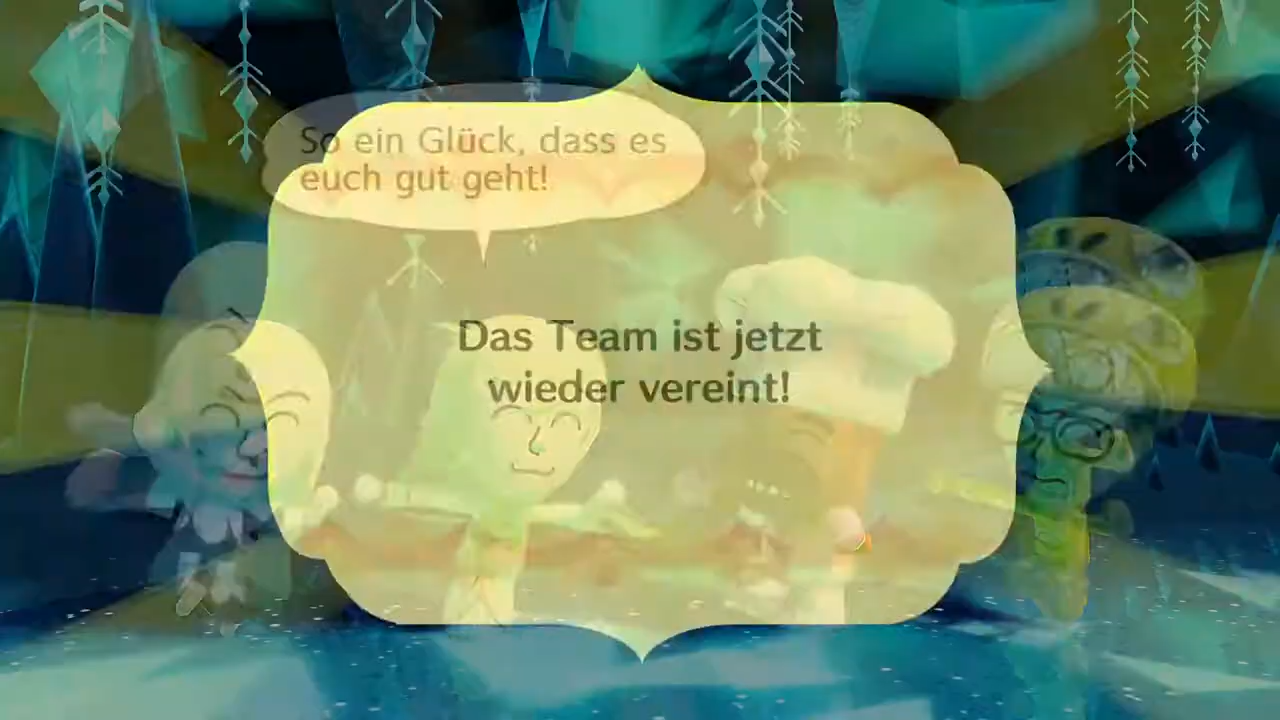 So ein Glück, dass es
euch gut geht!
Das Team ist jetzt
wieder vereint!